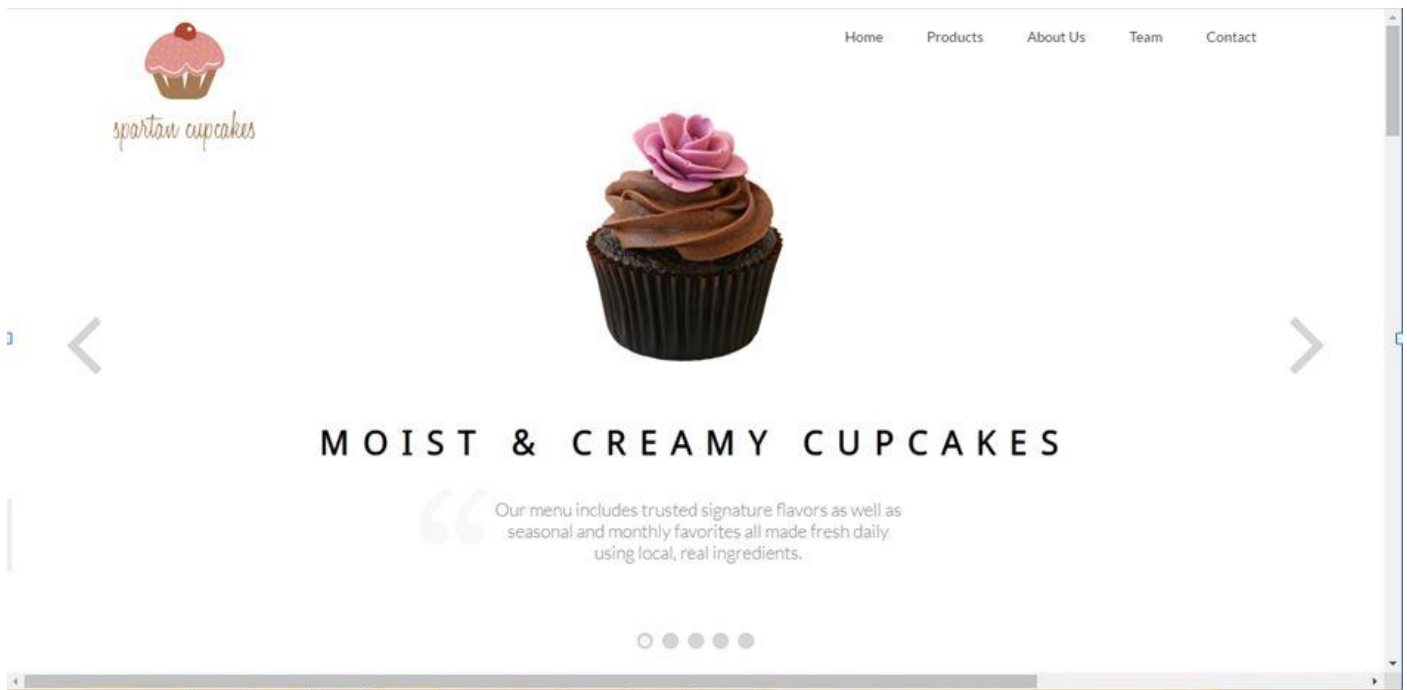 Home Products About Us Team Contact
spartan cupcakes
MOIST & CREAMY CUPCAKES
“
Our menu includes trusted signature flavors as well as
seasonal and monthly favorites all made fresh daily
using local, real ingredients.